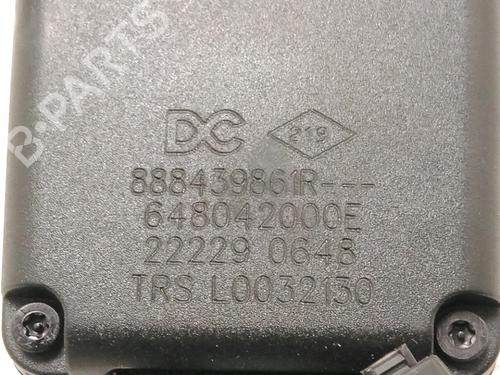 B-PARTS
DC 219
888439861R---
648042000E
22229 0648
TRS L0032130